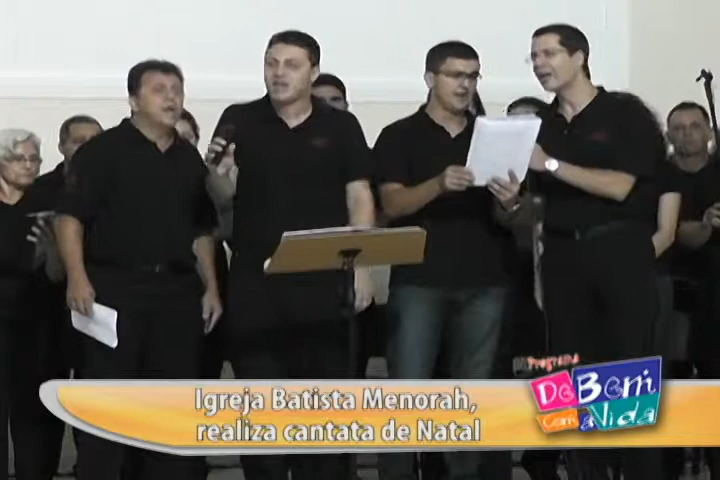 Programa
De Bem
Com a Vida
Igreja Batista Menorah,
realiza cantata de Natal